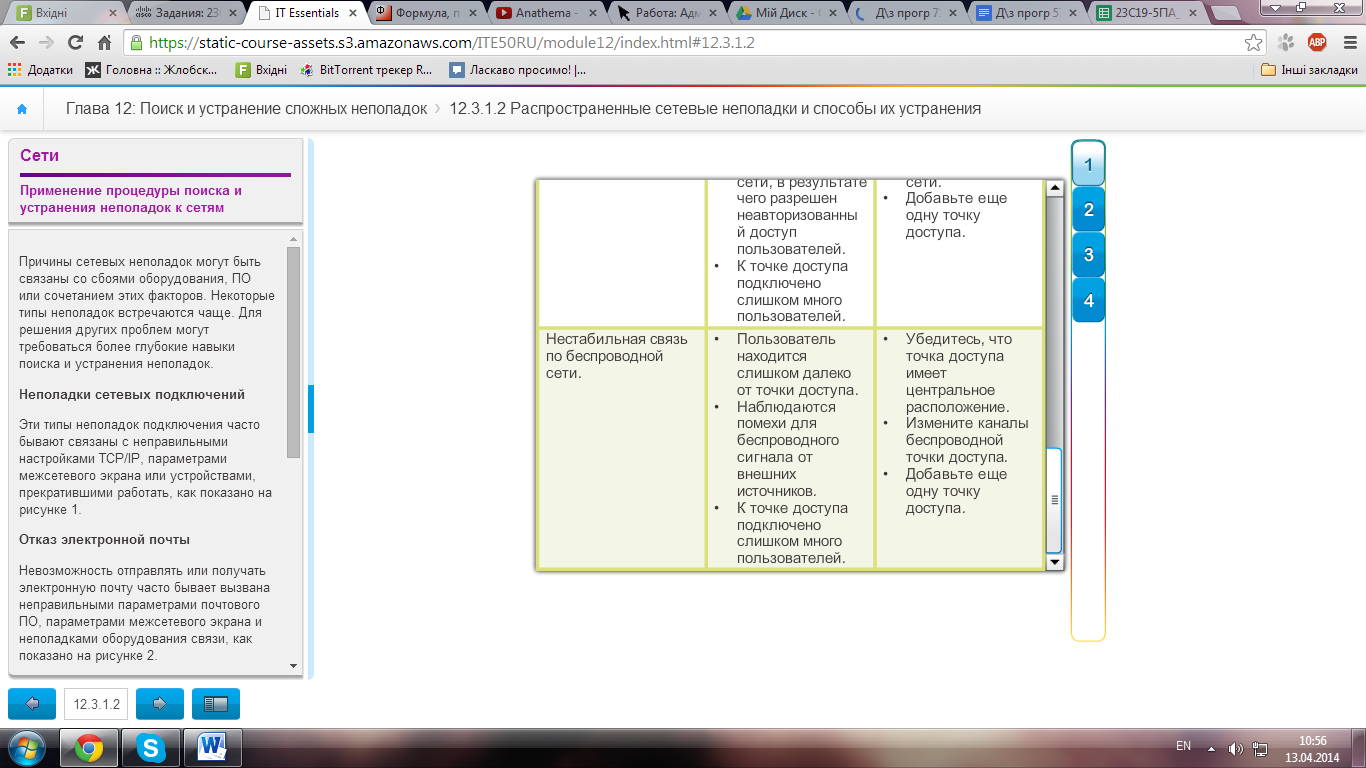 Вхідні
Задания: 23
IT Essentials
Формула, п
Anathema -
Работа: Адм
Мій Диск -
Д\з прогр 7
Д\з прогр 5
23С19-5ПА_
https://static-course-assets.s3.amazonaws.com/ITE50RU/module12/index.html#12.3.1.2
ABP
Додатки
Головна :: Жлобск...
Вхідні
BitTorrent трекер R...
Ласкаво просимо! |...
Інші закладки
Глава 12: Поиск и устранение сложных неполадок
12.3.1.2 Распространенные сетевые неполадки и способы их устранения
Сети
Применение процедуры поиска и
устранения неполадок к сетям
Причины сетевых неполадок могут быть
связаны со сбоями оборудования, ПО
или сочетанием этих факторов. Некоторые
типы неполадок встречаются чаще. Для
решения других проблем могут
требоваться более глубокие навыки
поиска и устранения неполадок.
Неполадки сетевых подключений
Эти типы неполадок подключения часто
бывают связаны с неправильными
настройками TCP/IP, параметрами
межсетевого экрана или устройствами,
прекратившими работать, как показано на
рисунке 1.
Отказ электронной почты
Невозможность отправлять или получать
электронную почту часто бывает вызвана
неправильными параметрами почтового
ПО, параметрами межсетевого экрана и
неполадками оборудования связи, как
показано на рисунке 2.
сети, в результате
чего разрешен
неавторизованны
й доступ
пользователей.
• К точке доступа
подключено
слишком много
пользователей.
сети.
• Добавьте еще
одну точку
доступа.
Нестабильная связь
по беспроводной
сети.
• Пользователь
находится
слишком далеко
от точки доступа.
• Наблюдаются
помехи для
беспроводного
сигнала от
внешних
источников.
• К точке доступа
подключено
слишком много
пользователей.
• Убедитесь, что
точка доступа
имеет
центральное
расположение.
• Измените каналы
беспроводной
точки доступа.
• Добавьте еще
одну точку
доступа.
1
2
3
4
12.3.1.2
EN
10:56
13.04.2014